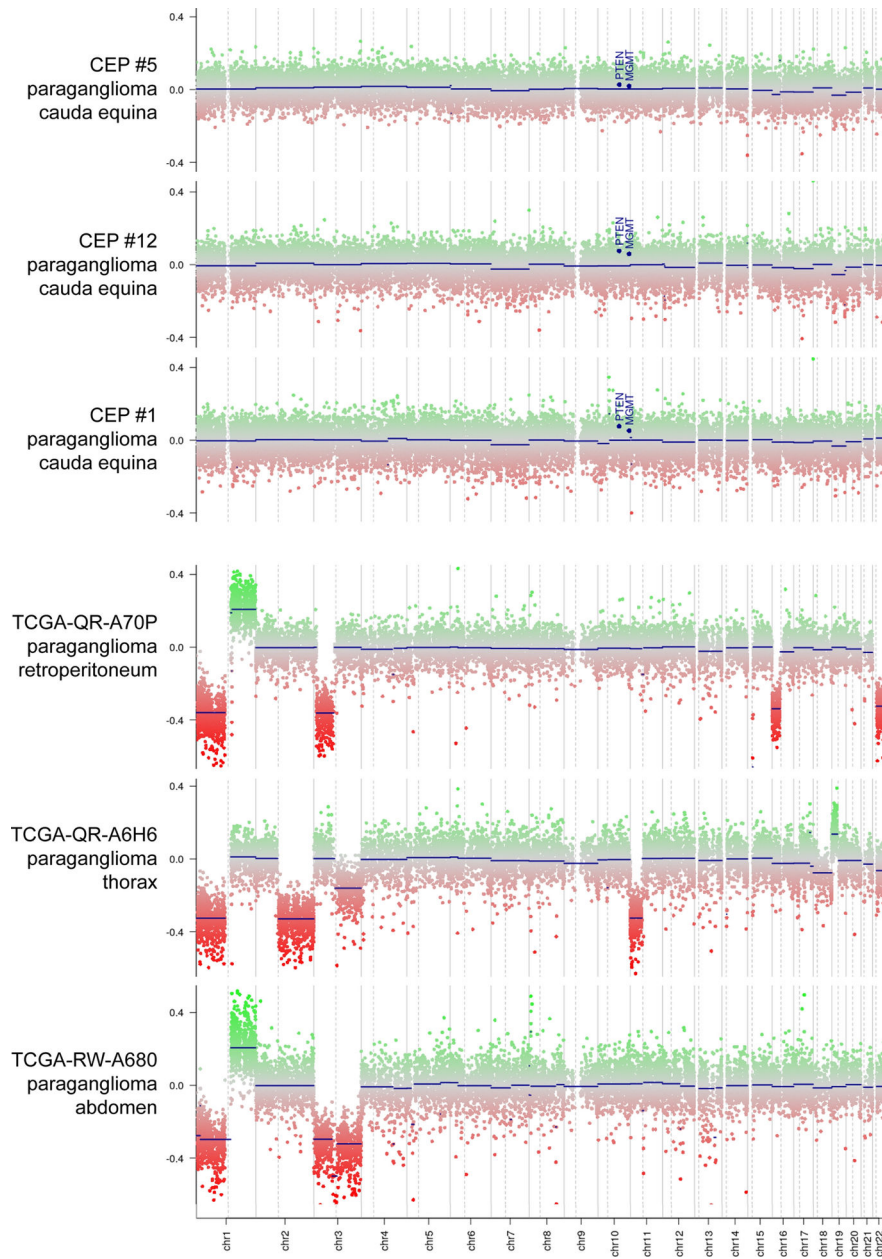 CEP #5
paraganglioma
cauda equina
0.4
0.0
-0.4
PTEN
MGMT
CEP #12
paraganglioma
cauda equina
0.4
0.0
-0.4
PTEN
MGMT
CEP #1
paraganglioma
cauda equina
0.4
0.0
-0.4
PTEN
MGMT
TCGA-QR-A70P
paraganglioma
retroperitoneum
0.4
0.0
-0.4
TCGA-QR-A6H6
paraganglioma
thorax
0.4
0.0
-0.4
TCGA-RW-A680
paraganglioma
abdomen
0.4
0.0
-0.4
chr1
chr2
chr3
chr4
chr5
chr6
chr7
chr8
chr9
chr10
chr11
chr12
chr13
chr14
chr15
chr16
chr17
chr18
chr19
chr20
chr21
chr22